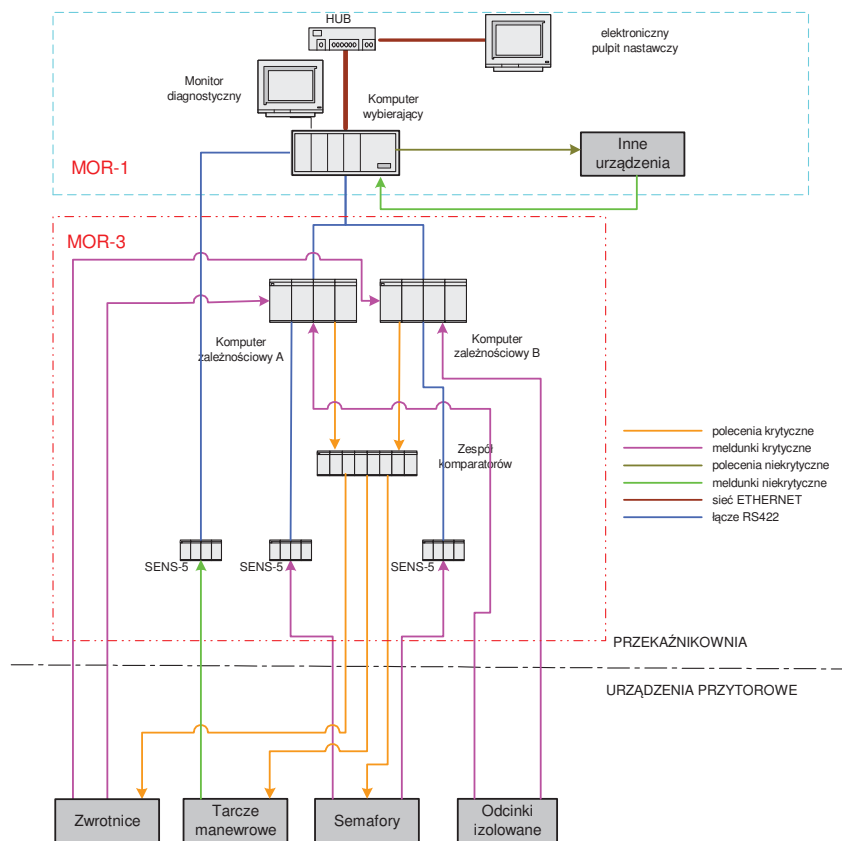 HUB
elektroniczny
pulpit nastawczy
Monitor
diagnostyczny
Komputer
wybierający
Inne
urządzenia
MOR-1
MOR-3
Komputer
zależnościowy A
Komputer
zależnościowy B
Zespół
komparatorów
polecenia krytyczne
meldunki krytyczne
polecenia niekrytyczne
meldunki niekrytyczne
sieć ETHERNET
łącze RS422
SENS-5
SENS-5
SENS-5
PRZEKAŹNIKOWNIA
URZĄDZENIA PRZYTOROWE
Zwrotnice
Tarcze
manewrowe
Semafory
Odcinki
izolowane